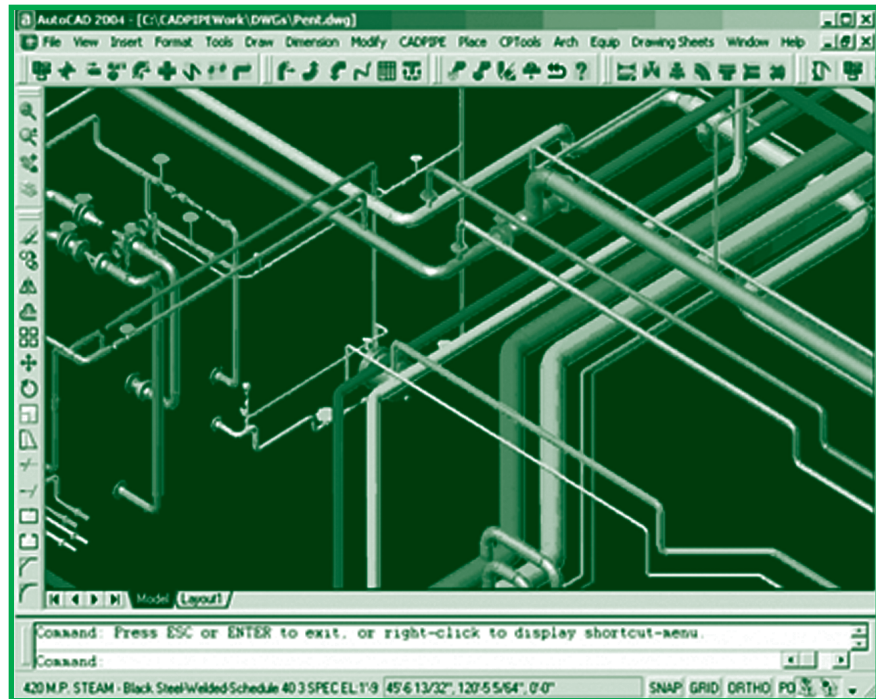 AutoCAD 2004 - [C:\CADPIPEWork\DWGs\Pent.dwg]
File View Insert Format Tools Draw Dimension Modify CADPIPE Place CPTools Arch Equip Drawing Sheets Window Help
Model Layout1
Command: Press ESC or ENTER to exit, or right-click to display shortcut-menu.
Command:
420 M.P. STEAM - Black Steel-Welded-Schedule 40 3 SPEC EL:1'-9 45'-6 13/32", 120'-5 5/64", 0'-0" SNAP GRID ORTHO PO